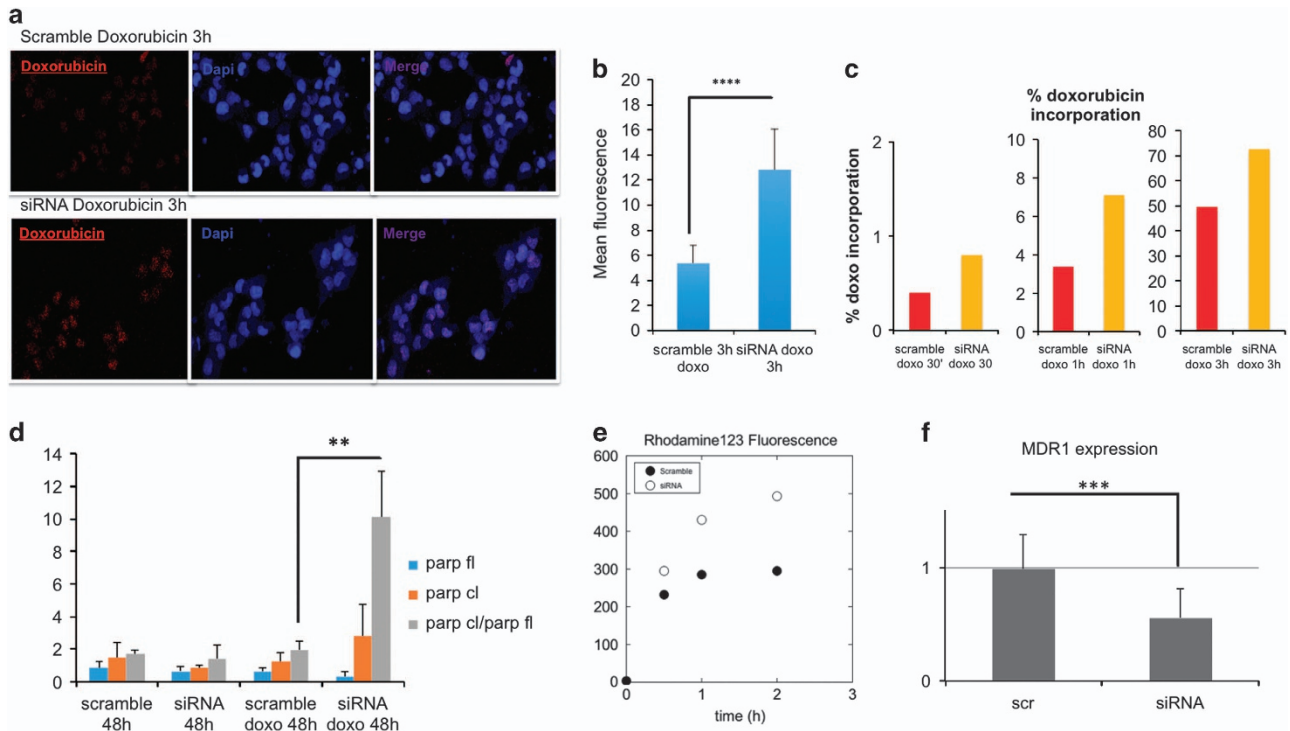 a
Scramble Doxorubicin 3h
Doxorubicin
Dapi
Merge
siRNA Doxorubicin 3h
Doxorubicin
Dapi
Merge
b
Mean fluorescence
20
18
16
14
12
10
8
6
4
2
0
****
scramble 3h siRNA doxo
doxo 3h
c
% doxorubicin
incorporation
% doxo incorporation
2
1
0
scramble siRNA
doxo 30' doxo 30
10
8
6
4
2
0
scramble siRNA
doxo 1h doxo 1h
80
70
60
50
40
30
20
10
0
scramble siRNA
doxo 3h doxo 3h
d
14
12
10
8
6
4
2
0
**
parp fl
parp cl
parp cl/parp fl
scramble siRNA scramble siRNA
48h 48h doxo 48h doxo 48h
e
Rhodamine123 Fluorescence
600
500
400
300
200
100
0
Scramble
siRNA
0 1 2 3
time (h)
f
MDR1 expression
***
1
0
scr siRNA